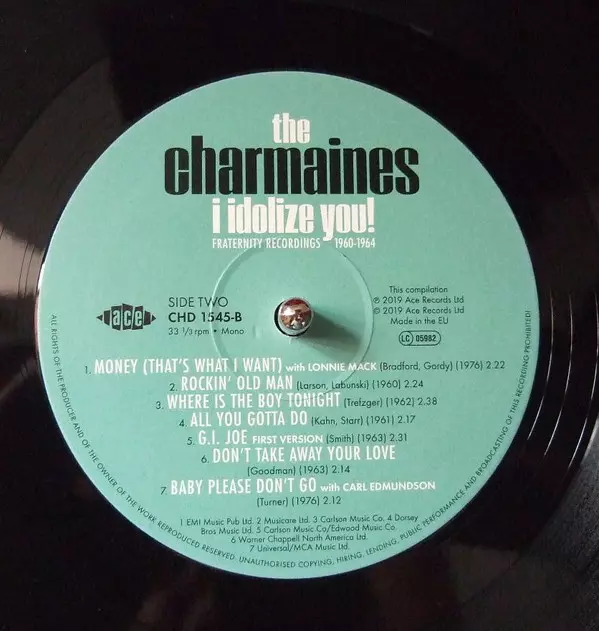 the
charmaines
i idolize you!
FRATERNITY RECORDINGS 1960-1964
ace
SIDE TWO
CHD 1545-B
33 1/3 rpm • Mono
This compilation
℗ 2019 Ace Records Ltd
© 2019 Ace Records Ltd
Made in the EU
LC 05982
1. MONEY (THAT'S WHAT I WANT) with LONNIE MACK (Bradford, Gordy) (1976) 2.22
2. ROCKIN' OLD MAN (Larson, Labunski) (1960) 2.24
3. WHERE IS THE BOY TONIGHT (Trefzger) (1962) 2.38
4. ALL YOU GOTTA DO (Kahn, Starr) (1961) 2.17
5. G.I. JOE FIRST VERSION (Smith) (1963) 2.31
6. DON'T TAKE AWAY YOUR LOVE
(Goodman) (1963) 2.14
7. BABY PLEASE DON'T GO with CARL EDMUNDSON
(Turner) (1976) 2.12
1 EMI Music Pub Ltd. 2 Musicare Ltd. 3 Carlson Music Co. 4 Dorsey
Bros Music Ltd. 5 Carlson Music Co/Edwood Music Co.
6 Warner Chappell North America Ltd.
7 Universal/MCA Music Ltd.
ALL RIGHTS OF THE PRODUCER AND OF THE OWNER OF THE WORK REPRODUCED RESERVED. UNAUTHORISED COPYING, HIRING, LENDING, PUBLIC PERFORMANCE AND BROADCASTING OF THIS RECORDING PROHIBITED!